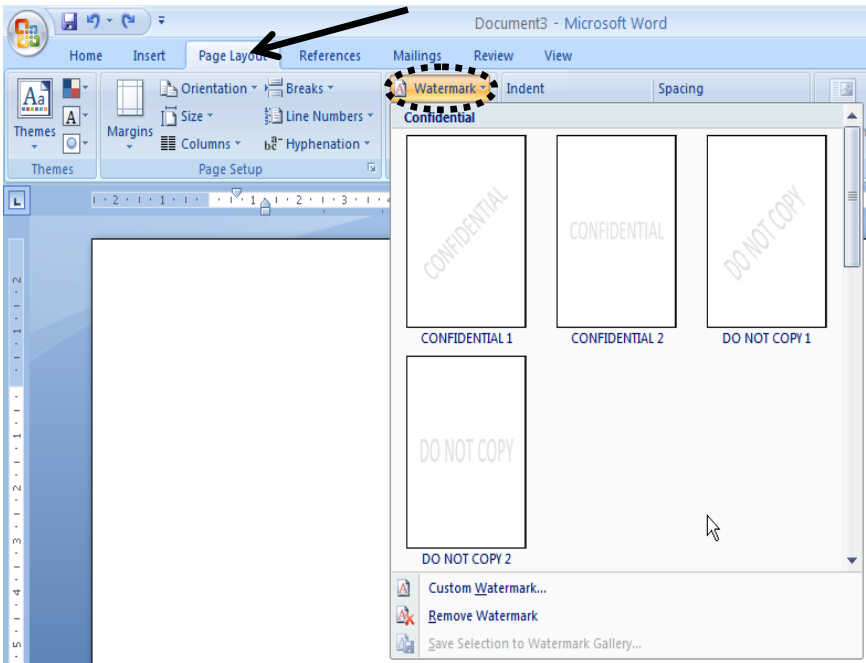 Document3 - Microsoft Word
Home Insert Page Layout References Mailings Review View
Aa Orientation Breaks Watermark Indent Spacing
Themes Margins Size Line Numbers
Columns Hyphenation
Themes Page Setup
Confidential
CONFIDENTIAL CONFIDENTIAL DO NOT COPY
CONFIDENTIAL 1 CONFIDENTIAL 2 DO NOT COPY 1
DO NOT COPY
DO NOT COPY 2
Custom Watermark...
Remove Watermark
Save Selection to Watermark Gallery...